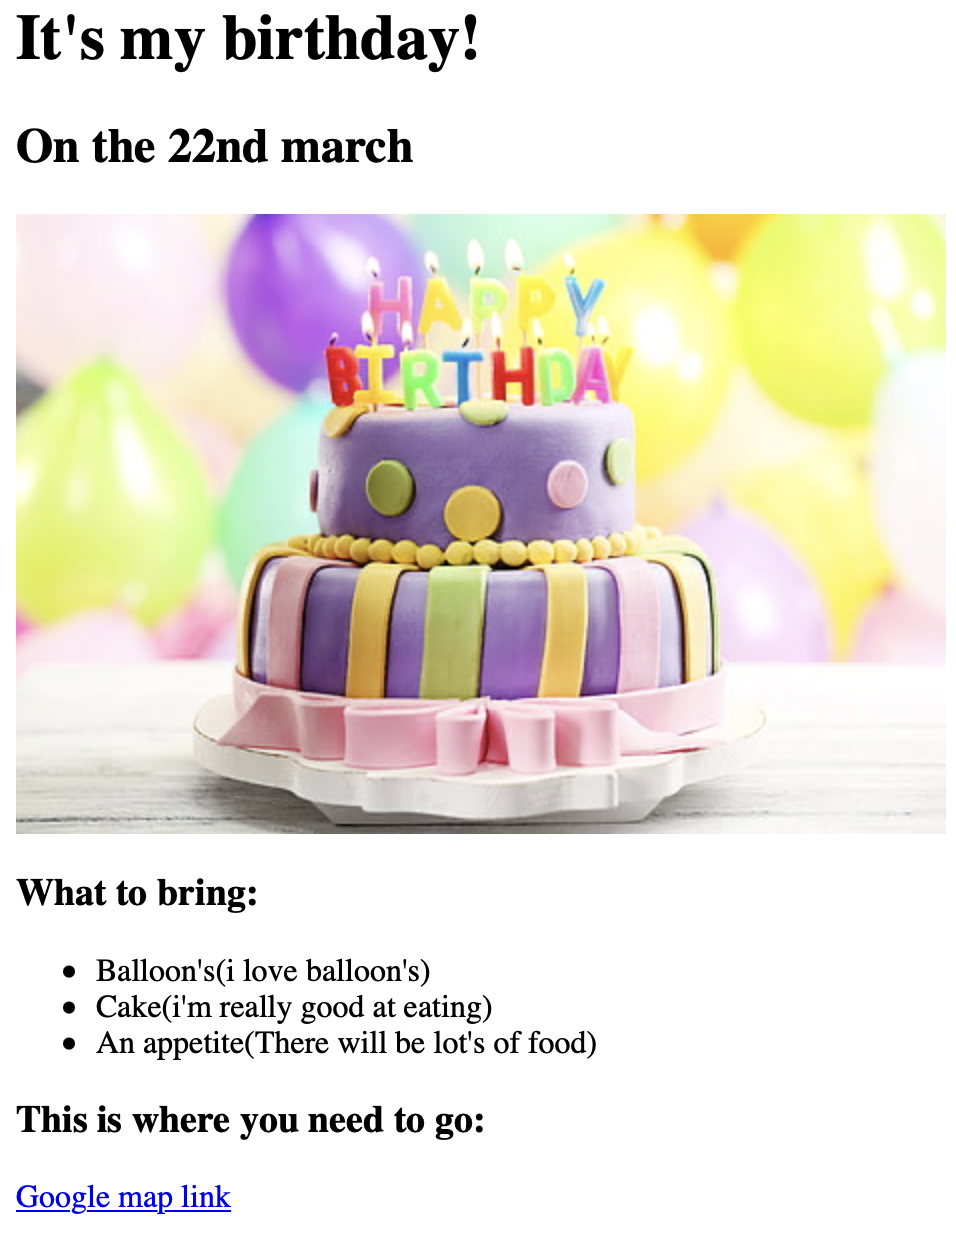 It's my birthday!
On the 22nd march
HAPPY
BIRTHDAY
What to bring:
Balloon's(i love balloon's)
Cake(i'm really good at eating)
An appetite(There will be lot's of food)
This is where you need to go:
Google map link